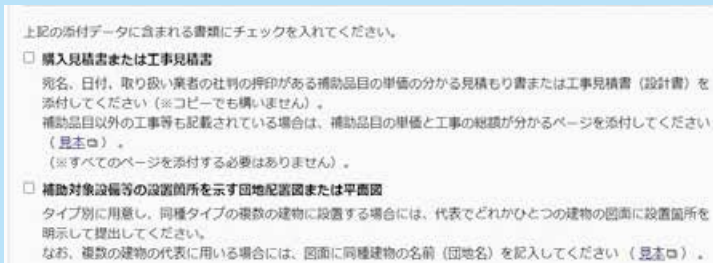 上記の添付データに含まれる書類にチェックを入れてください。
購入見積書または工事見積書
宛名、日付、取り扱い業者の社判の押印がある補助品目の単価の分かる見積もり書または工事見積書（設計書）を
添付してください（※コピーでも構いません）。
補助品目以外の工事等も記載されている場合は、補助品目の単価と工事の総額が分かるページを添付してください
（見本）。
（※すべてのページを添付する必要はありません）。
補助対象設備等の設置箇所を示す団地配置図または平面図
タイプ別に用意し、同種タイプの複数の建物に設置する場合には、代表でどれかひとつの建物の図面に設置箇所を
明示して提出してください。
なお、複数の建物の代表に用いる場合には、図面に同種建物の名前（団地名）を記入してください（見本）。